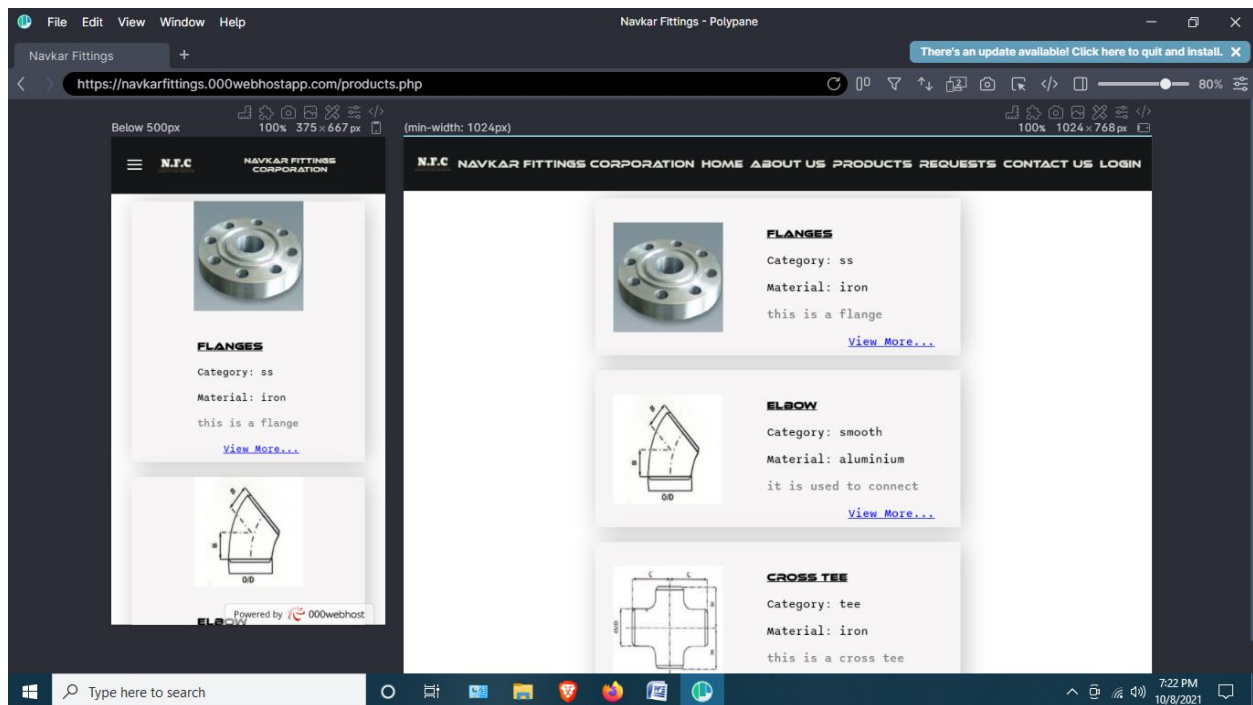 File Edit View Window Help
Navkar Fittings - Polypane
Navkar Fittings
There's an update available! Click here to quit and install. X
https://navkarfittings.000webhostapp.com/products.php
80%
Below 500px
100% 375×667 px
N.F.C
NAVKAR FITTINGS
CORPORATION
FLANGES
Category: ss
Material: iron
this is a flange
View More...
B
B
O/D
ELBOW
Powered by 000webhost
(min-width: 1024px)
100% 1024×768 px
N.F.C NAVKAR FITTINGS CORPORATION HOME ABOUT US PRODUCTS REQUESTS CONTACT US LOGIN
FLANGES
Category: ss
Material: iron
this is a flange
View More...
B
B
O/D
ELBOW
Category: smooth
Material: aluminium
it is used to connect
View More...
C C
O/D
CROSS TEE
Category: tee
Material: iron
this is a cross tee
Type here to search
7:22 PM
10/8/2021